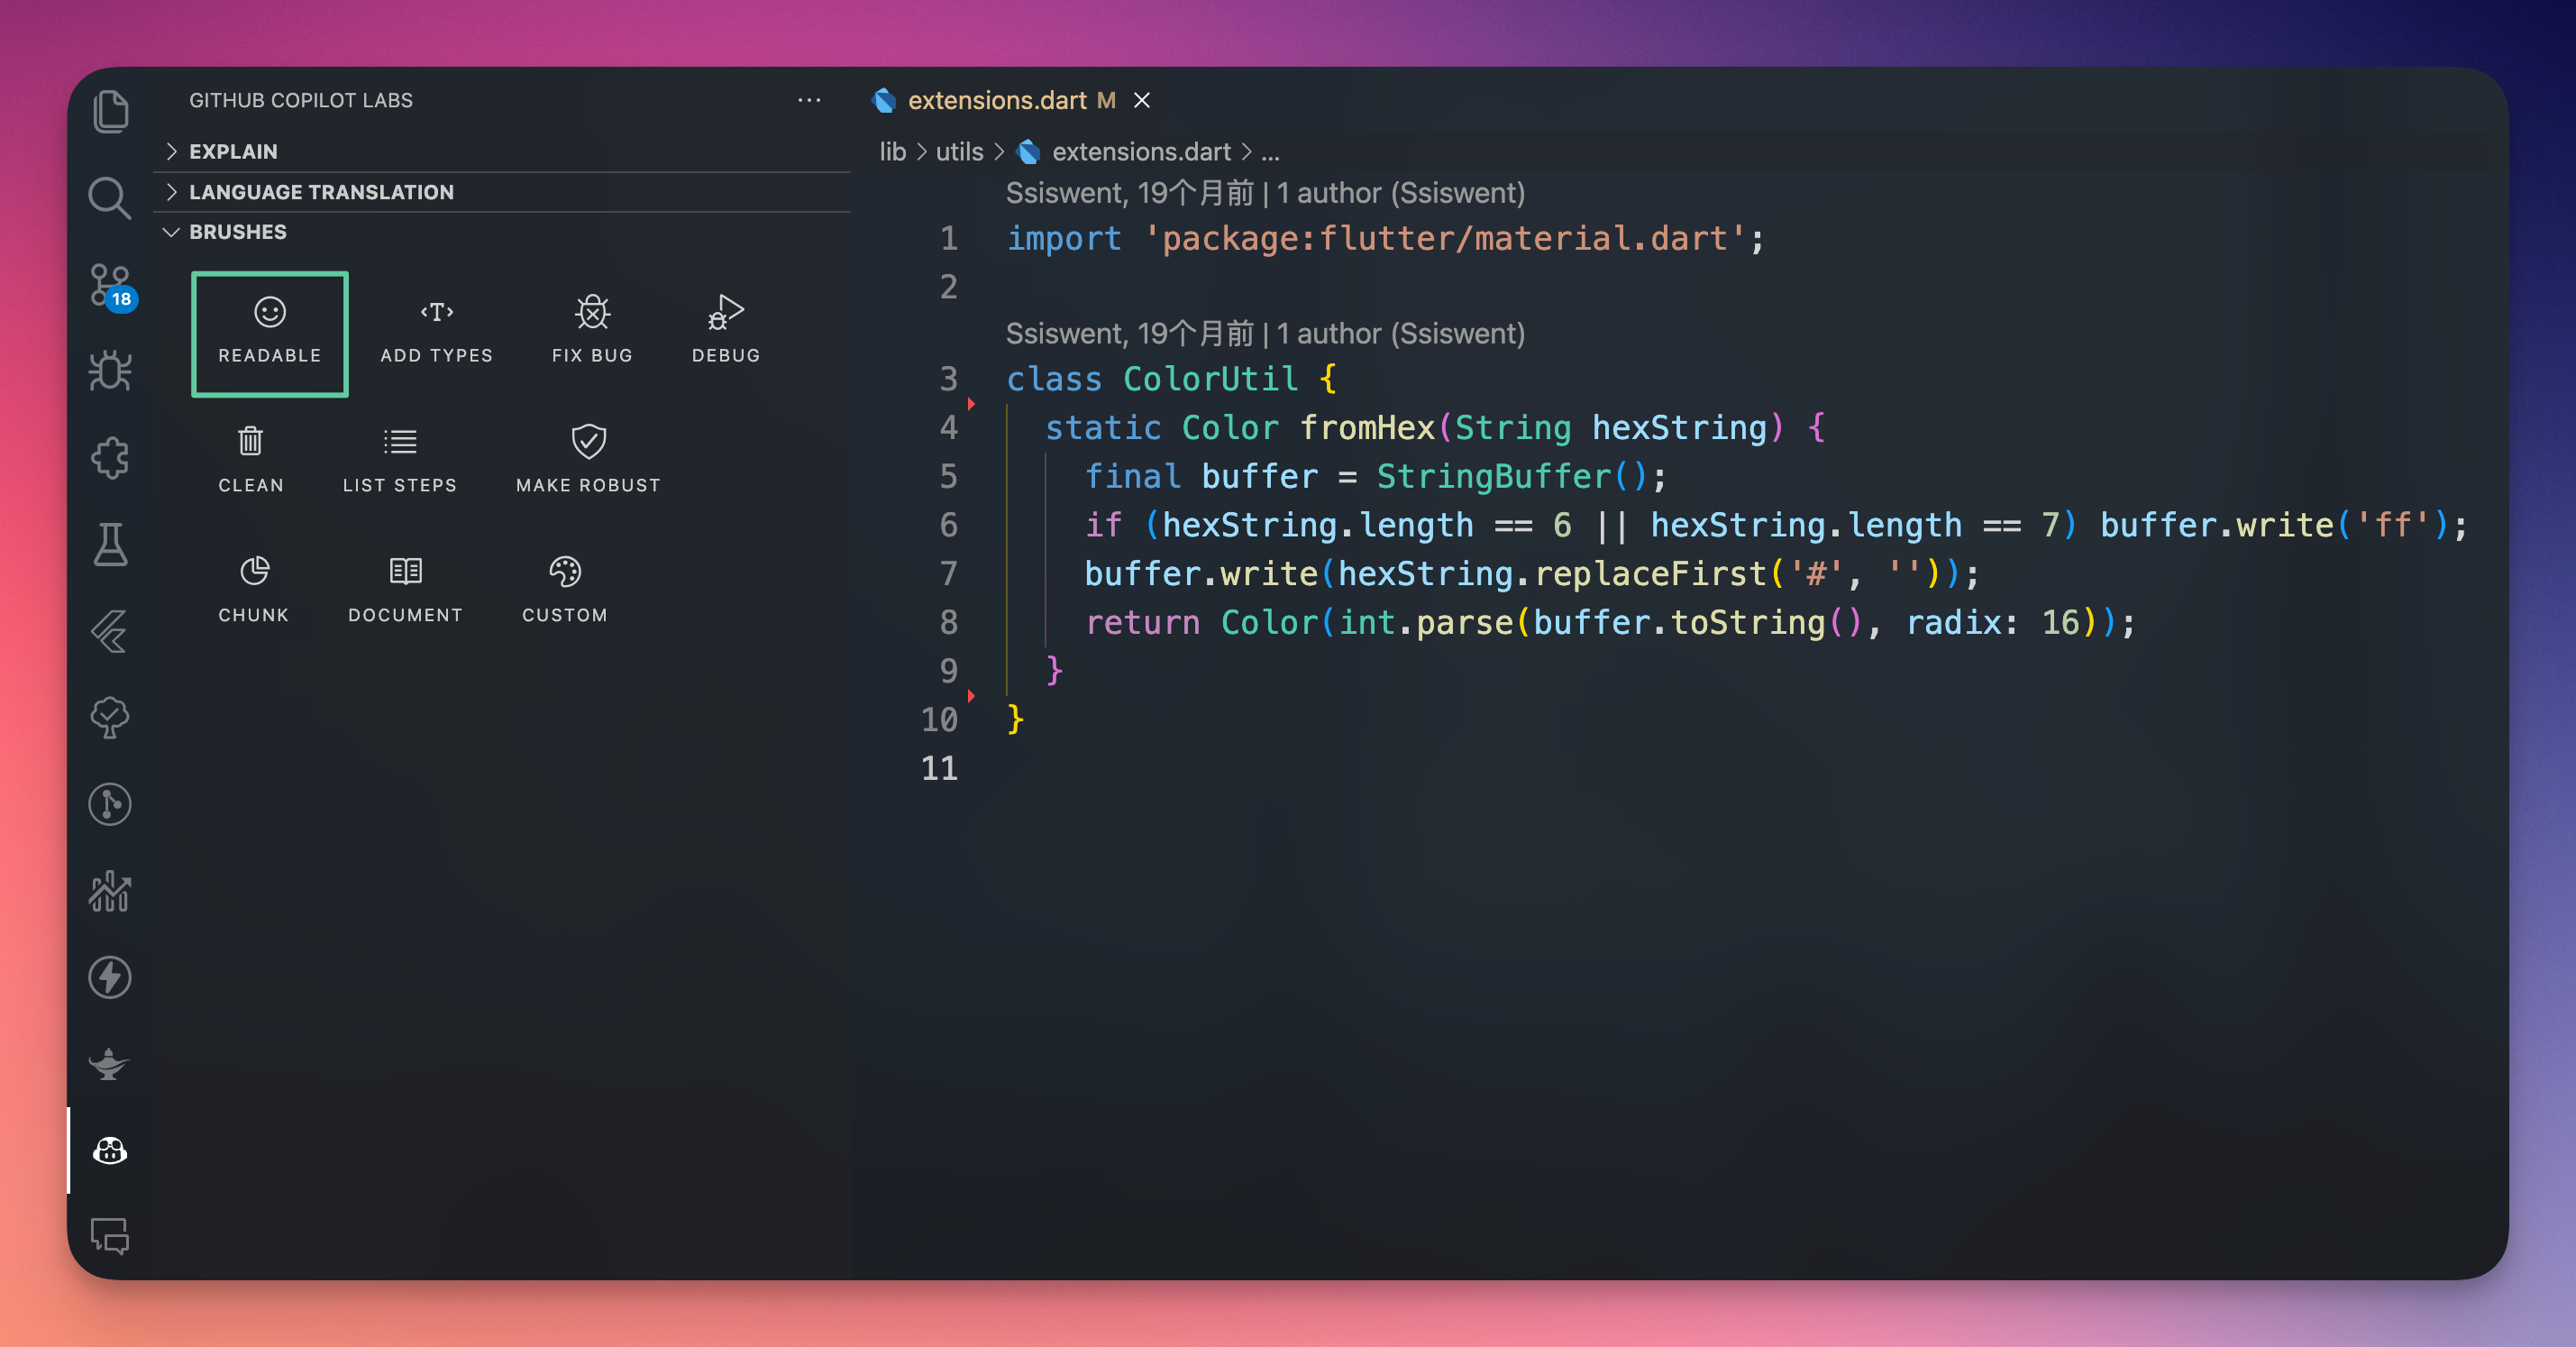 GITHUB COPILOT LABS
EXPLAIN
LANGUAGE TRANSLATION
BRUSHES
18
READABLE
ADD TYPES
FIX BUG
DEBUG
CLEAN
LIST STEPS
MAKE ROBUST
CHUNK
DOCUMENT
CUSTOM
extensions.dart M
lib > utils > extensions.dart > ...
Ssiswent, 19个月前 | 1 author (Ssiswent)
1 import 'package:flutter/material.dart';
2
Ssiswent, 19个月前 | 1 author (Ssiswent)
3 class ColorUtil {
4   static Color fromHex(String hexString) {
5     final buffer = StringBuffer();
6     if (hexString.length == 6 || hexString.length == 7) buffer.write('ff');
7     buffer.write(hexString.replaceFirst('#', ''));
8     return Color(int.parse(buffer.toString(), radix: 16));
9   }
10 }
11